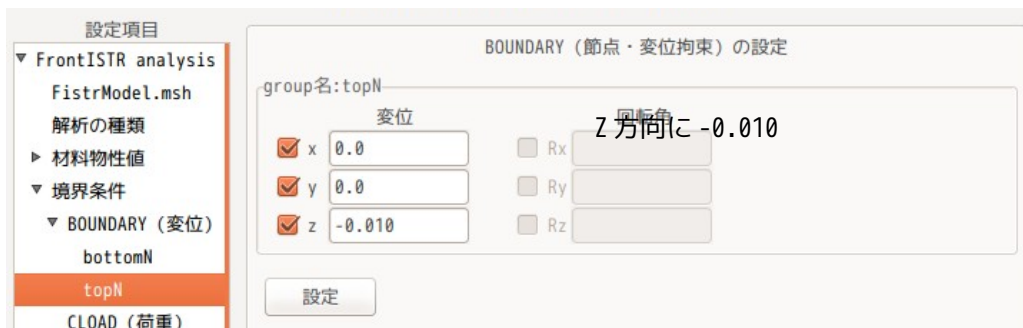 設定項目
FrontISTR analysis
FistrModel.msh
解析の種類
材料物性値
境界条件
BOUNDARY (変位)
bottomN
topN
CLOAD (荷重)
BOUNDARY (節点・変位拘束) の設定
group名:topN
変位
回転角
Z 方向に -0.010
x 0.0
Rx
y 0.0
Ry
z -0.010
Rz
設定